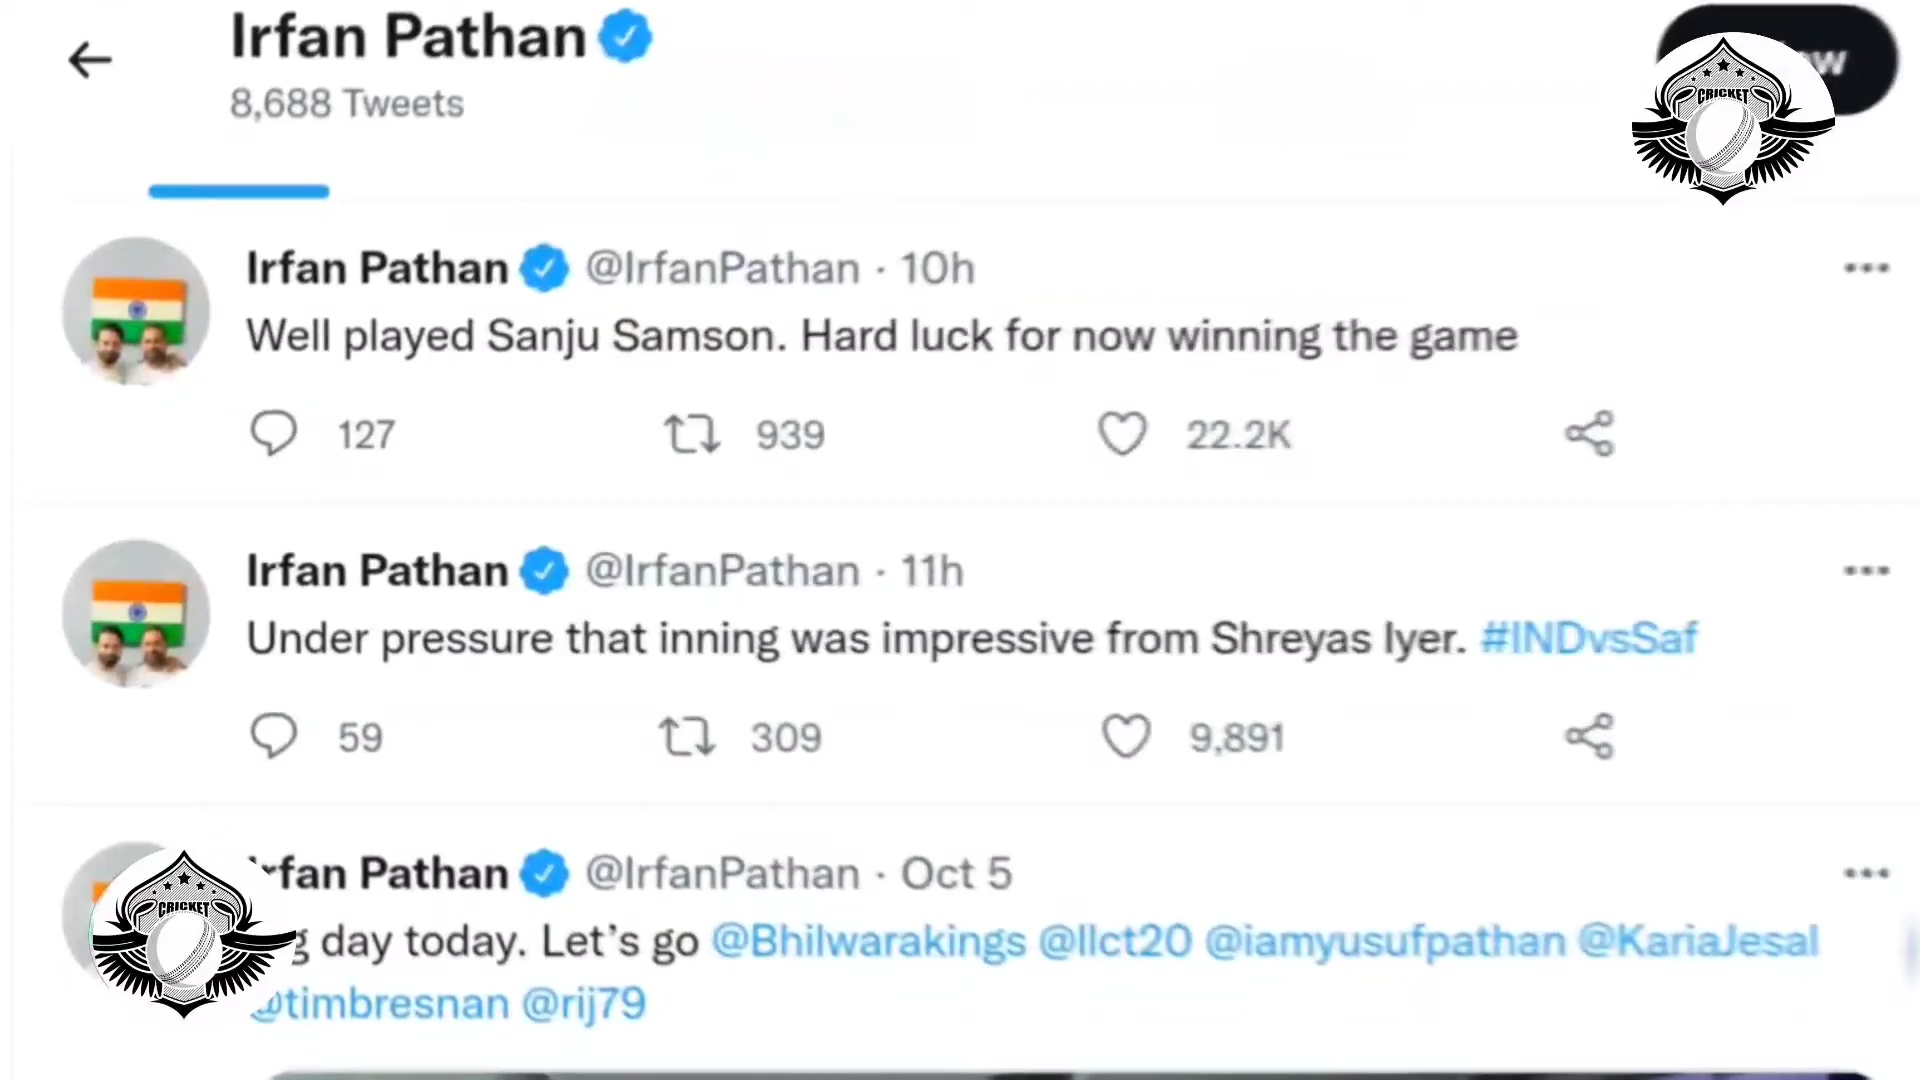 Irfan Pathan
8,688 Tweets
CRICKET
Irfan Pathan @IrfanPathan · 10h
Well played Sanju Samson. Hard luck for now winning the game
127 939 22.2K
Irfan Pathan @IrfanPathan · 11h
Under pressure that inning was impressive from Shreyas Iyer. #INDvsSaf
59 309 9,891
Pathan @IrfanPathan · Oct 5
CRICKET
day today. Let's go @Bhilwarakings @llct20 @iamyusufpathan @KariaJesal
@timbresnan @rij79